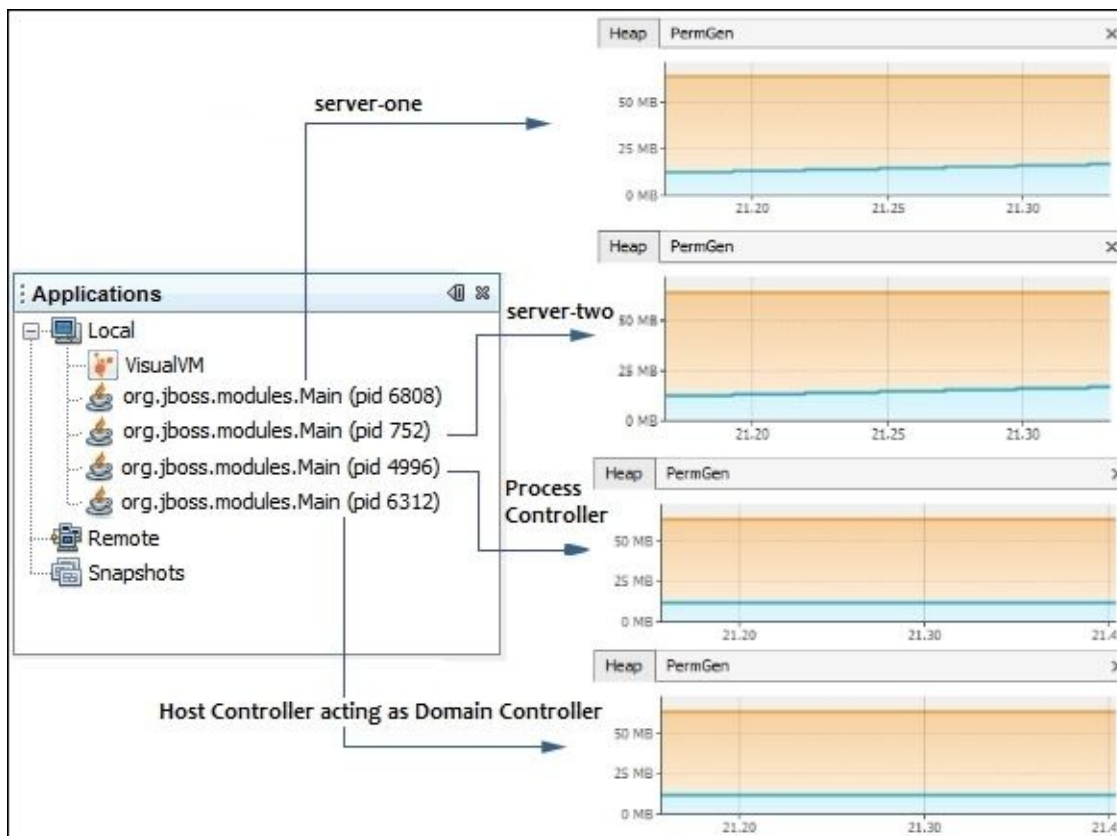 Heap PermGen
50 MB
25 MB
0 MB
21.20 21.25 21.30
server-one
Heap PermGen
50 MB
25 MB
0 MB
21.20 21.25 21.30
server-two
Applications
Local
VisualVM
org.jboss.modules.Main (pid 6808)
org.jboss.modules.Main (pid 752)
org.jboss.modules.Main (pid 4996)
org.jboss.modules.Main (pid 6312)
Remote
Snapshots
Process
Controller
Heap PermGen
50 MB
25 MB
0 MB
21.20 21.30
Host Controller acting as Domain Controller
Heap PermGen
50 MB
25 MB
0 MB
21.20 21.30